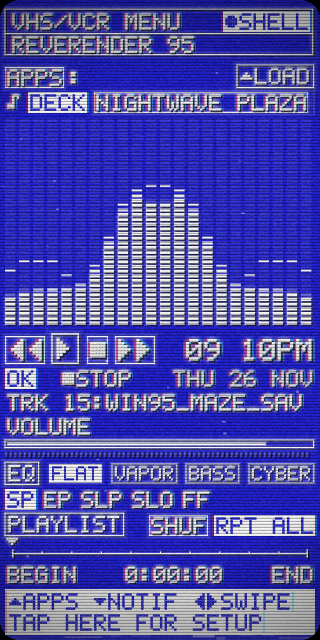 VHS/VCR MENU ●SHELL
REVERENDER 95
APPS: ▲LOAD
♪ DECK NIGHTWAVE PLAZA
09 10PM
OK ■STOP THU 26 NOV
TRK 15:WIN95_MAZE_SAV
VOLUME
EQ FLAT VAPOR BASS CYBER
SP EP SLP SLO FF
PLAYLIST SHUF RPT ALL
BEGIN 0:00:00 END
▲APPS ▼NOTIF ◀▶SWIPE
TAP HERE FOR SETUP